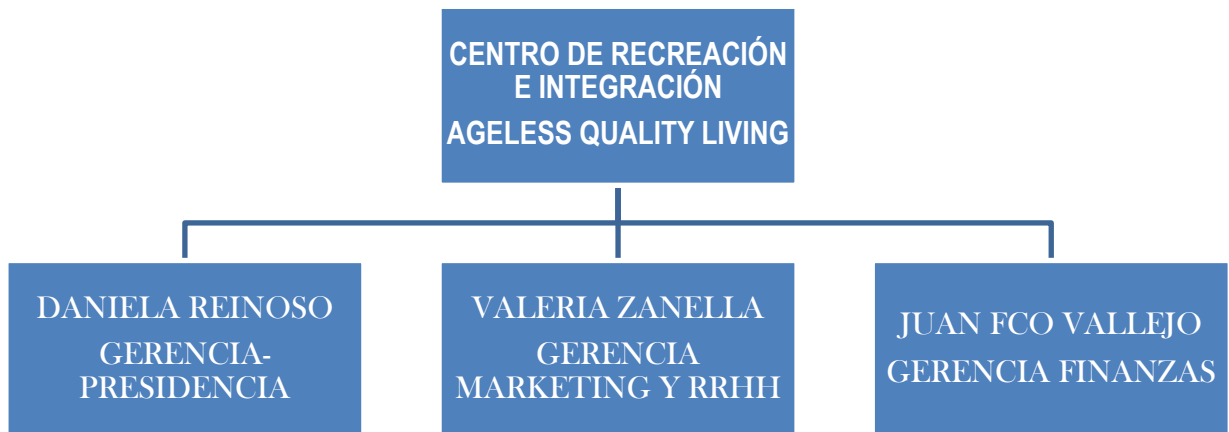 CENTRO DE RECREACIÓN
E INTEGRACIÓN
AGELESS QUALITY LIVING
DANIELA REINOSO
GERENCIA-
PRESIDENCIA
VALERIA ZANELLA
GERENCIA
MARKETING Y RRHH
JUAN FCO VALLEJO
GERENCIA FINANZAS